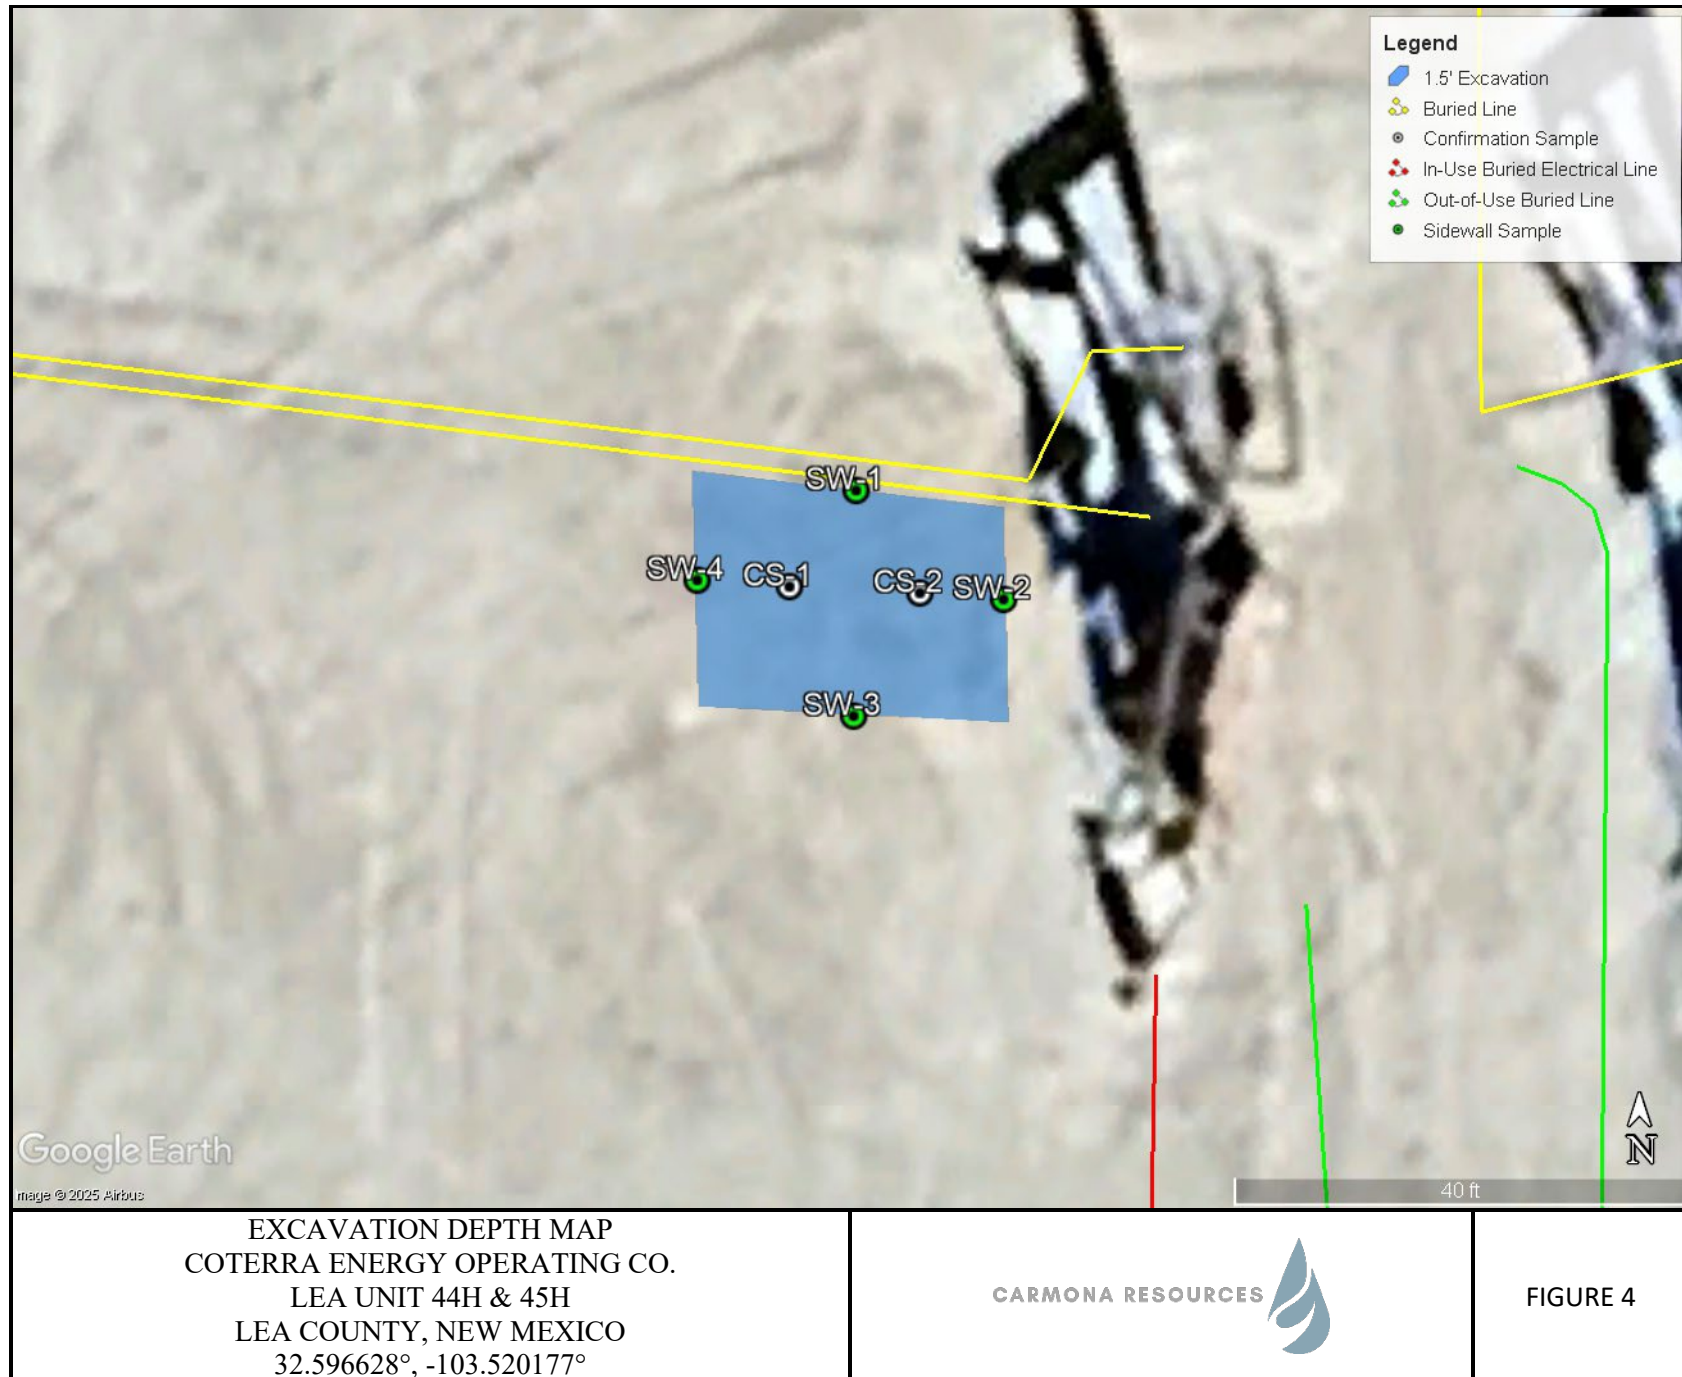 Legend
1.5' Excavation
Buried Line
Confirmation Sample
In-Use Buried Electrical Line
Out-of-Use Buried Line
Sidewall Sample
SW-1
SW-4
CS-1
CS-2
SW-2
SW-3
Google Earth
mage © 2025 Airbus
N
40 ft
EXCAVATION DEPTH MAP
COTERRA ENERGY OPERATING CO.
LEA UNIT 44H & 45H
LEA COUNTY, NEW MEXICO
32.596628°, -103.520177°
CARMONA RESOURCES
FIGURE 4